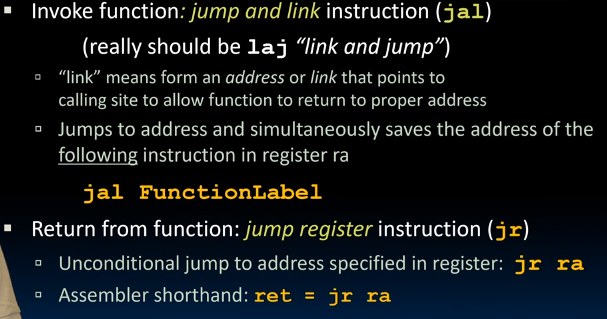 ▪ Invoke function: jump and link instruction (jal)
(really should be laj “link and jump”)
▫ “link” means form an address or link that points to
calling site to allow function to return to proper address
▫ Jumps to address and simultaneously saves the address of the
following instruction in register ra
jal FunctionLabel
▪ Return from function: jump register instruction (jr)
▫ Unconditional jump to address specified in register: jr ra
▫ Assembler shorthand: ret = jr ra